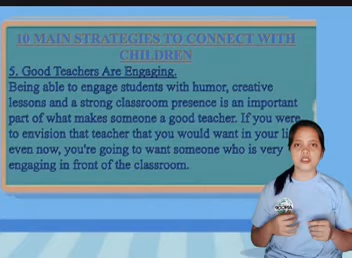 10 MAIN STRATEGIES TO CONNECT WITH
CHILDREN
5. Good Teachers Are Engaging.
Being able to engage students with humor, creative
lessons and a strong classroom presence is an important
part of what makes someone a good teacher. If you were
to envision that teacher that you would want in your
even now, you're going to want someone who is very
engaging in front of the classroom.